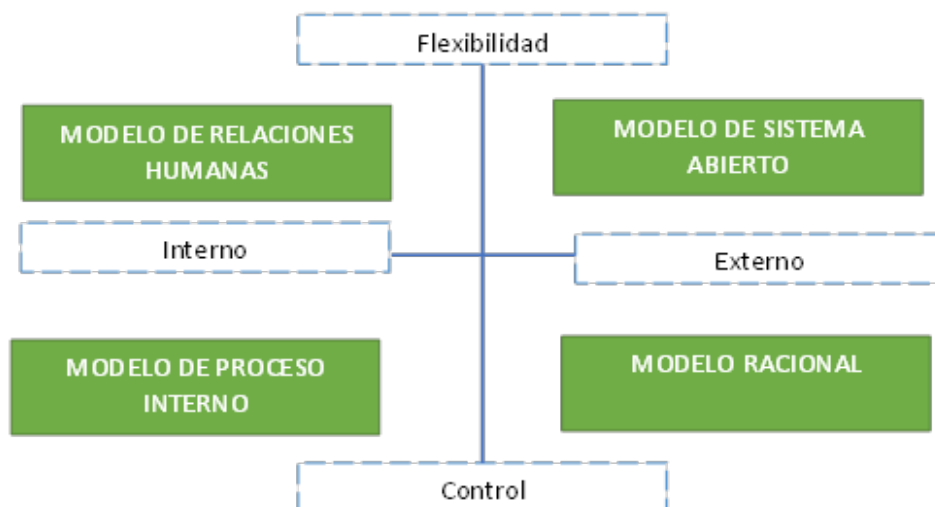 Flexibilidad
MODELO DE RELACIONES
HUMANAS
MODELO DE SISTEMA
ABIERTO
Interno
Externo
MODELO DE PROCESO
INTERNO
MODELO RACIONAL
Control